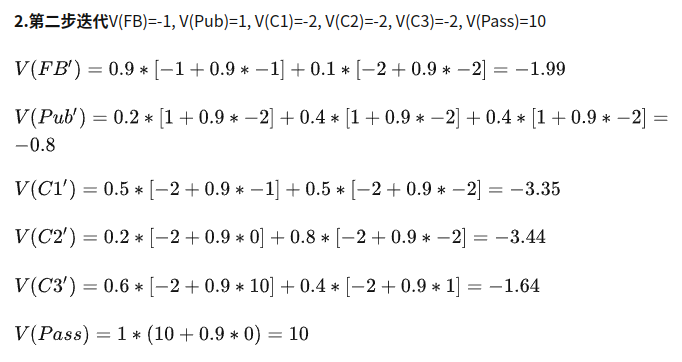 2.第二步迭代V(FB)=-1, V(Pub)=1, V(C1)=-2, V(C2)=-2, V(C3)=-2, V(Pass)=10
V(FB′) = 0.9 ∗ [−1 + 0.9 ∗ −1] + 0.1 ∗ [−2 + 0.9 ∗ −2] = −1.99
V(Pub′) = 0.2 ∗ [1 + 0.9 ∗ −2] + 0.4 ∗ [1 + 0.9 ∗ −2] + 0.4 ∗ [1 + 0.9 ∗ −2] =
−0.8
V(C1′) = 0.5 ∗ [−2 + 0.9 ∗ −1] + 0.5 ∗ [−2 + 0.9 ∗ −2] = −3.35
V(C2′) = 0.2 ∗ [−2 + 0.9 ∗ 0] + 0.8 ∗ [−2 + 0.9 ∗ −2] = −3.44
V(C3′) = 0.6 ∗ [−2 + 0.9 ∗ 10] + 0.4 ∗ [−2 + 0.9 ∗ 1] = −1.64
V(Pass) = 1 ∗ (10 + 0.9 ∗ 0) = 10